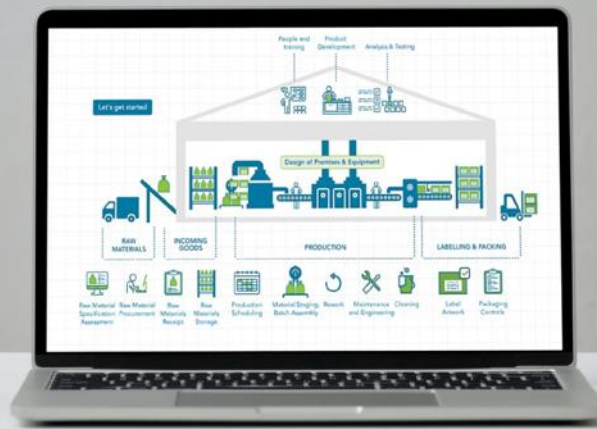 People and
training
Product
Development
Analysis & Testing
Let's get started
Design of Premises & Equipment
RAW
MATERIALS
INCOMING
GOODS
PRODUCTION
LABELLING & PACKING
Raw Material
Specification
Assessment
Raw Material
Procurement
Raw
Materials
Receipt
Raw
Materials
Storage
Production
Scheduling
Material Staging,
Batch Assembly
Rework
Maintenance
and Engineering
Cleaning
Label
Artwork
Packaging
Controls